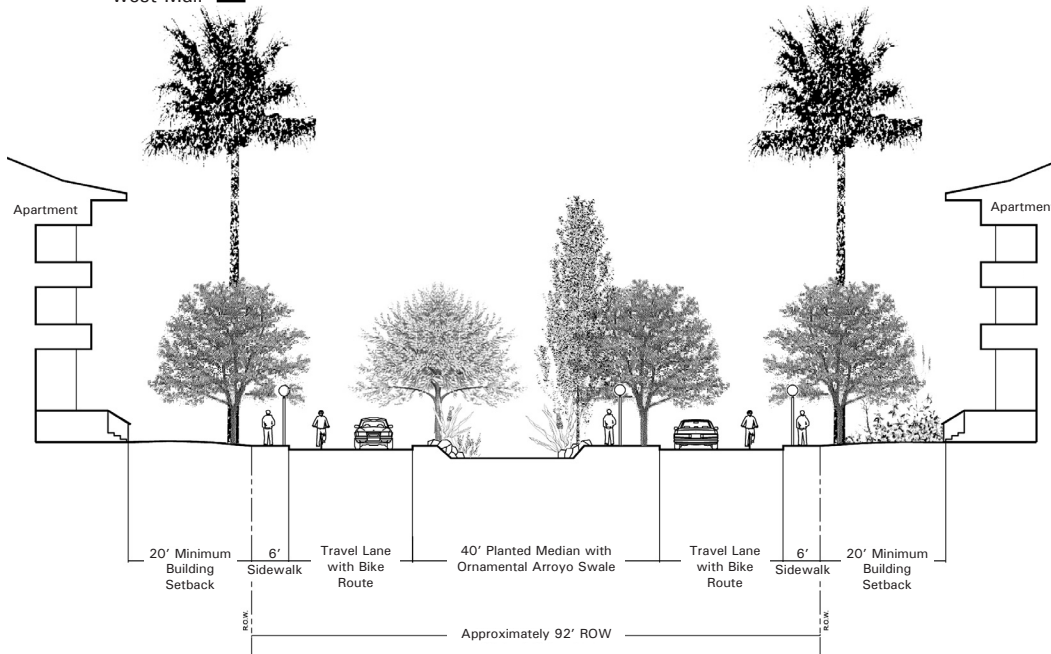 West Mall
Apartment
Apartmen
20' Minimum
Building
Setback
6'
Sidewalk
Travel Lane
with Bike
Route
40' Planted Median with
Ornamental Arroyo Swale
Travel Lane
with Bike
Route
6'
Sidewalk
20' Minimum
Building
Setback
R.O.W.
R.O.W.
Approximately 92' ROW